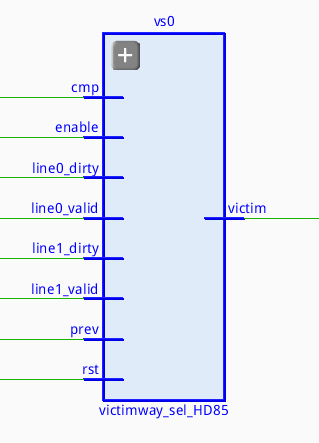 vs0
cmp
enable
line0_dirty
line0_valid
victim
line1_dirty
line1_valid
prev
rst
victimway_sel_HD85